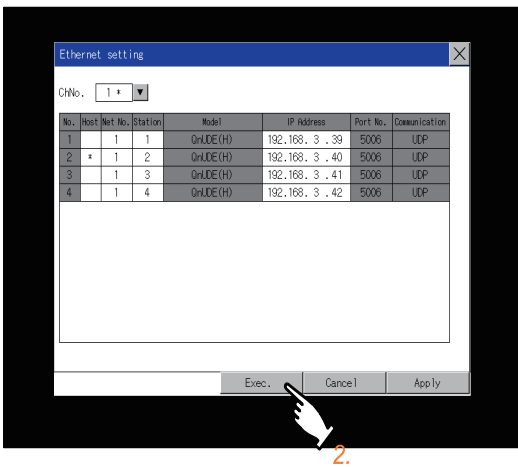 Ethernet setting
ChNo. 1 * ▼
No. Host Net No. Station Model IP Address Port No. Communication
1 1 1 QnUDE(H) 192.168. 3 .39 5006 UDP
2 * 1 2 QnUDE(H) 192.168. 3 .40 5006 UDP
3 1 3 QnUDE(H) 192.168. 3 .41 5006 UDP
4 1 4 QnUDE(H) 192.168. 3 .42 5006 UDP
Exec. Cancel Apply
2.